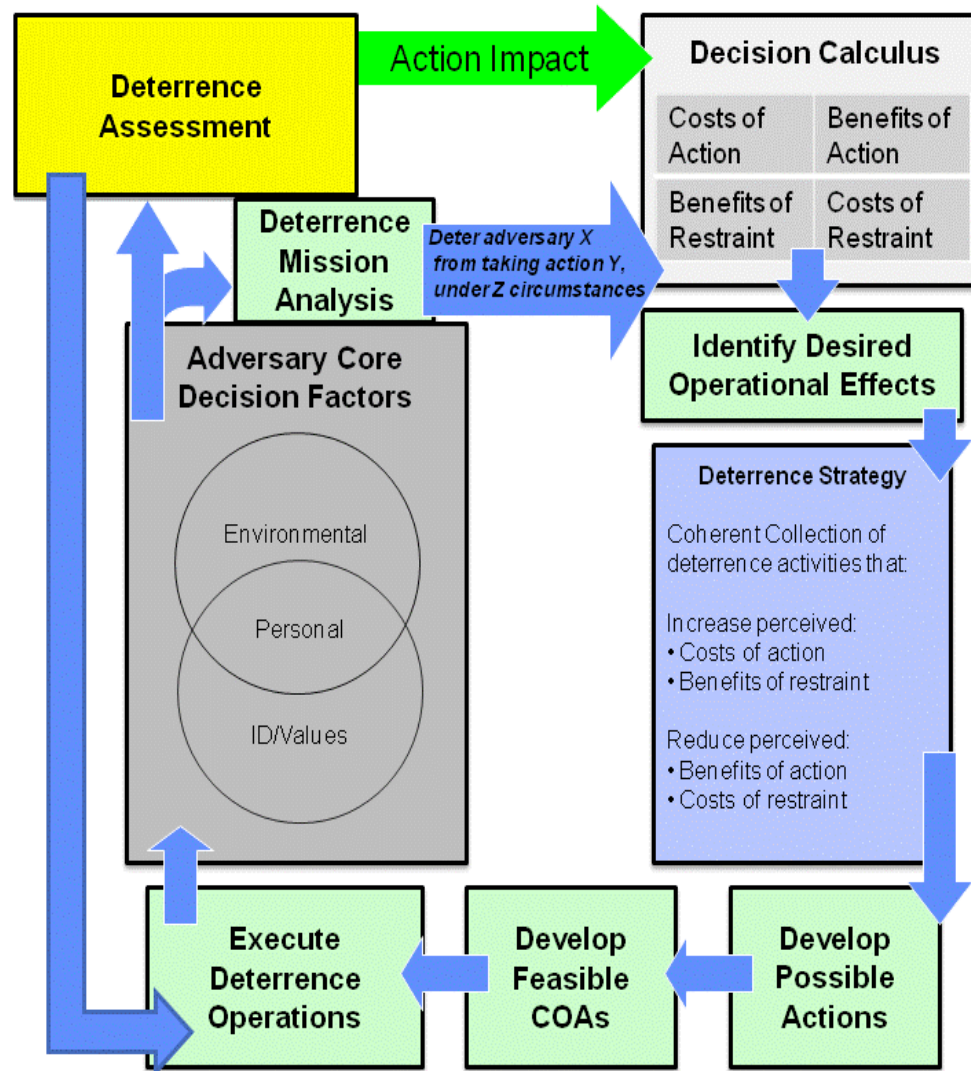 Deterrence
Assessment
Action Impact
Decision Calculus
Costs of
Action
Benefits of
Action
Benefits of
Restraint
Costs of
Restraint
Deterrence
Mission
Analysis
Deter adversary X
from taking action Y,
under Z circumstances
Identify Desired
Operational Effects
Adversary Core
Decision Factors
Environmental
Personal
ID/Values
Deterrence Strategy
Coherent Collection of
deterrence activities that:
Increase perceived:
• Costs of action
• Benefits of restraint
Reduce perceived:
• Benefits of action
• Costs of restraint
Execute
Deterrence
Operations
Develop
Feasible
COAs
Develop
Possible
Actions